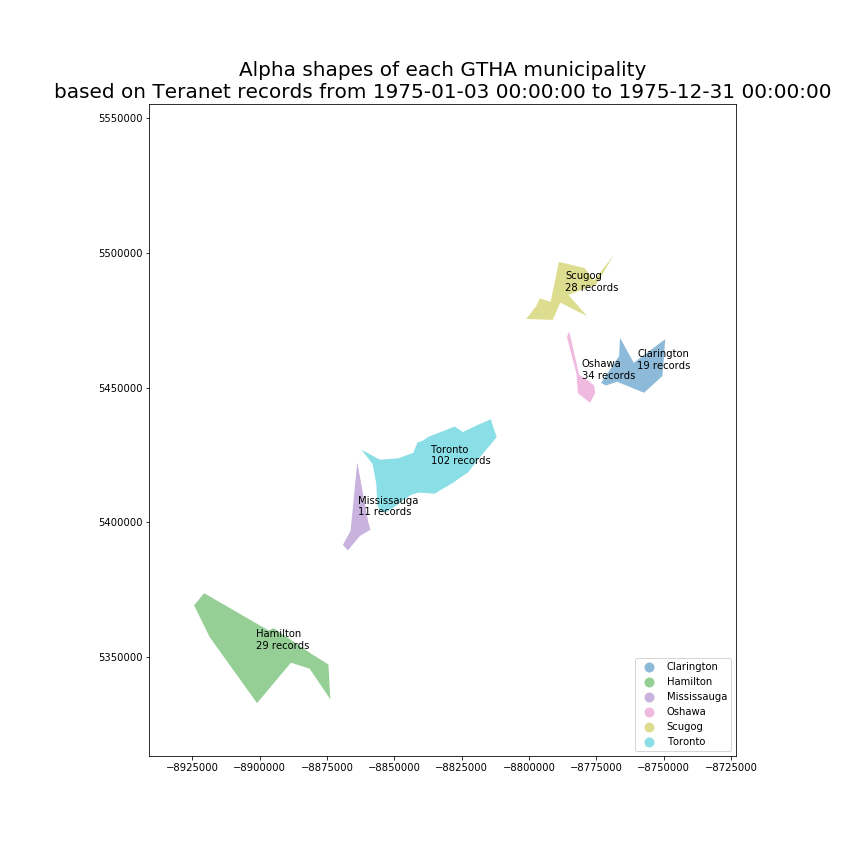 Alpha shapes of each GTHA municipality
based on Teranet records from 1975-01-03 00:00:00 to 1975-12-31 00:00:00
5550000
5500000
5450000
5400000
5350000
Scugog
28 records
Clarington
19 records
Oshawa
34 records
Toronto
102 records
Mississauga
11 records
Hamilton
29 records
Clarington
Hamilton
Mississauga
Oshawa
Scugog
Toronto
−8925000 −8900000 −8875000 −8850000 −8825000 −8800000 −8775000 −8750000 −8725000